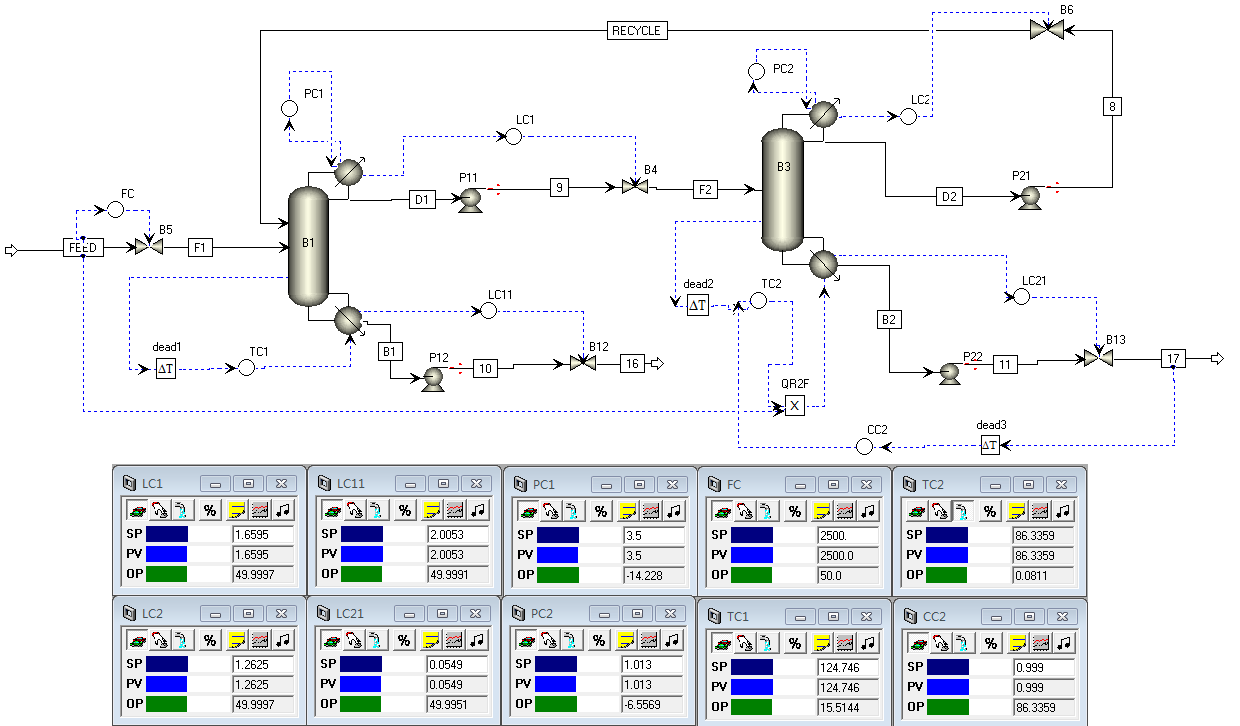 RECYCLE
B6
PC2
PC1
LC2
8
LC1
B3
B4
P11
P21
FC
D1
9
F2
D2
B5
FEED
F1
B1
LC11
dead2
TC2
LC21
ΔT
B2
dead1
TC1
B1
P12
B12
B13
ΔT
10
16
P22
11
17
QR2F
X
CC2
dead3
ΔT
LC1
%
SP 1.6595
PV 1.6595
OP 49.9997
LC11
%
SP 2.0053
PV 2.0053
OP 49.9991
PC1
%
SP 3.5
PV 3.5
OP -14.228
FC
%
SP 2500.
PV 2500.0
OP 50.0
TC2
%
SP 86.3359
PV 86.3359
OP 0.0811
LC2
%
SP 1.2625
PV 1.2625
OP 49.9997
LC21
%
SP 0.0549
PV 0.0549
OP 49.9951
PC2
%
SP 1.013
PV 1.013
OP -6.5569
TC1
%
SP 124.746
PV 124.746
OP 15.5144
CC2
%
SP 0.999
PV 0.999
OP 86.3359